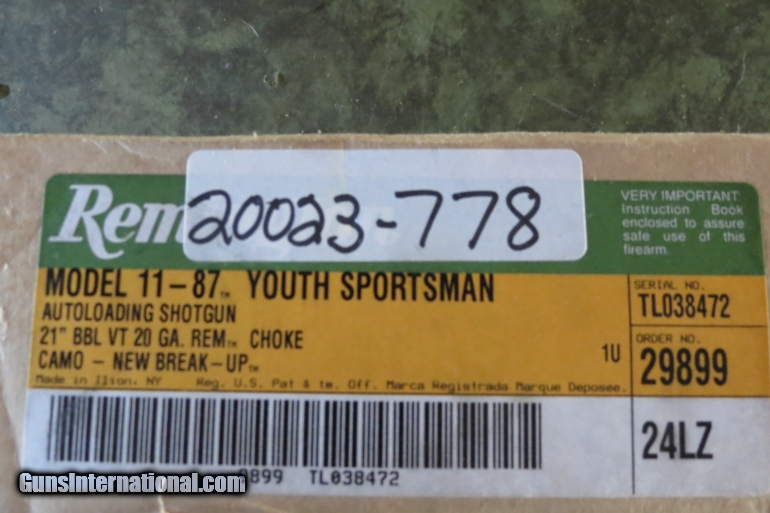 20023-778
Rem
VERY IMPORTANT:
Instruction Book
enclosed to assure
safe use of this
firearm.
MODEL 11-87™ YOUTH SPORTSMAN
AUTOLOADING SHOTGUN
21" BBL VT 20 GA. REM™ CHOKE
CAMO - NEW BREAK-UP™
1U
Made in Ilion, NY Reg. U.S. Pat & tm. Off. Marca Registrada Marque Deposee.
SERIAL NO.
TL038472
ORDER NO.
29899
24LZ
9899 TL038472
GunsInternational.com